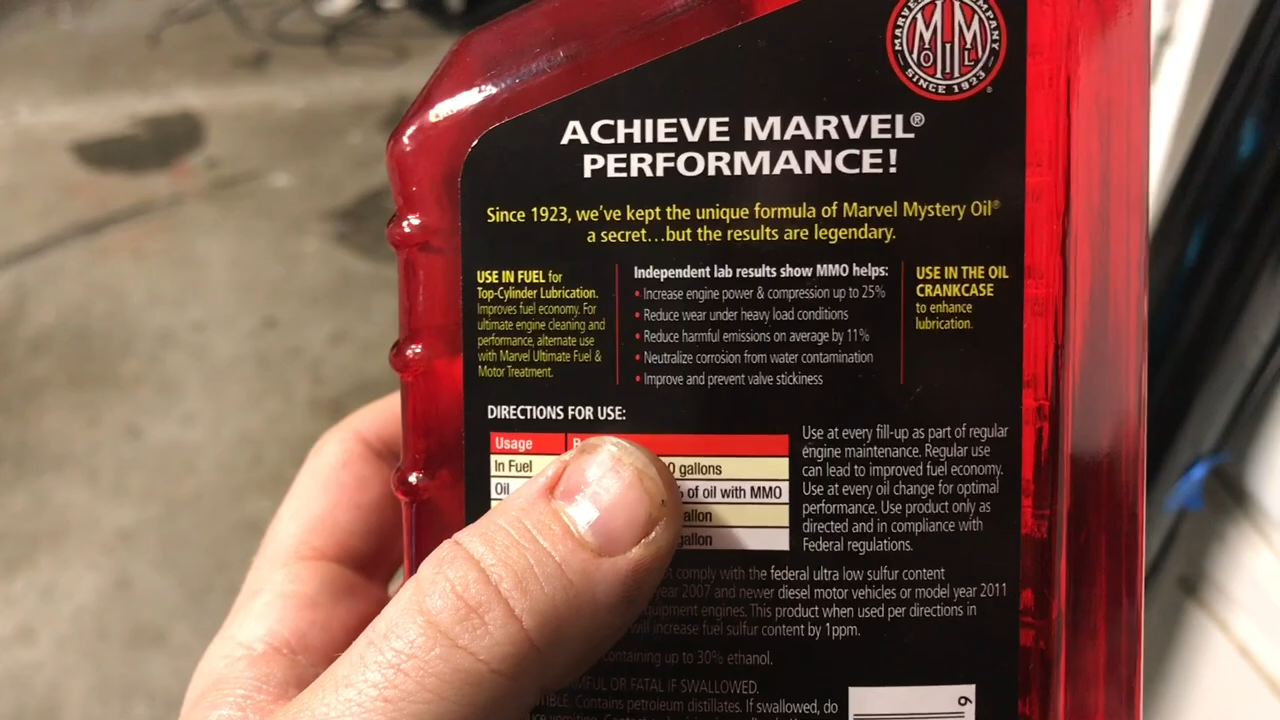 MARVEL COMPANY
MM
OIL
SINCE 1923
ACHIEVE MARVEL®
PERFORMANCE!
Since 1923, we've kept the unique formula of Marvel Mystery Oil®
a secret...but the results are legendary.
USE IN FUEL for
Top-Cylinder Lubrication.
Improves fuel economy. For
ultimate engine cleaning and
performance, alternate use
with Marvel Ultimate Fuel &
Motor Treatment.
Independent lab results show MMO helps:
• Increase engine power & compression up to 25%
• Reduce wear under heavy load conditions
• Reduce harmful emissions on average by 11%
• Neutralize corrosion from water contamination
• Improve and prevent valve stickiness
USE IN THE OIL
CRANKCASE
to enhance
lubrication.
DIRECTIONS FOR USE:
Usage
In Fuel 0 gallons
Oil % of oil with MMO
allon
gallon
Use at every fill-up as part of regular
engine maintenance. Regular use
can lead to improved fuel economy.
Use at every oil change for optimal
performance. Use product only as
directed and in compliance with
Federal regulations.
comply with the federal ultra low sulfur content
year 2007 and newer diesel motor vehicles or model year 2011
equipment engines. This product when used per directions in
will increase fuel sulfur content by 1ppm.
containing up to 30% ethanol.
OR FATAL IF SWALLOWED.
Contains petroleum distillates. If swallowed, do
6